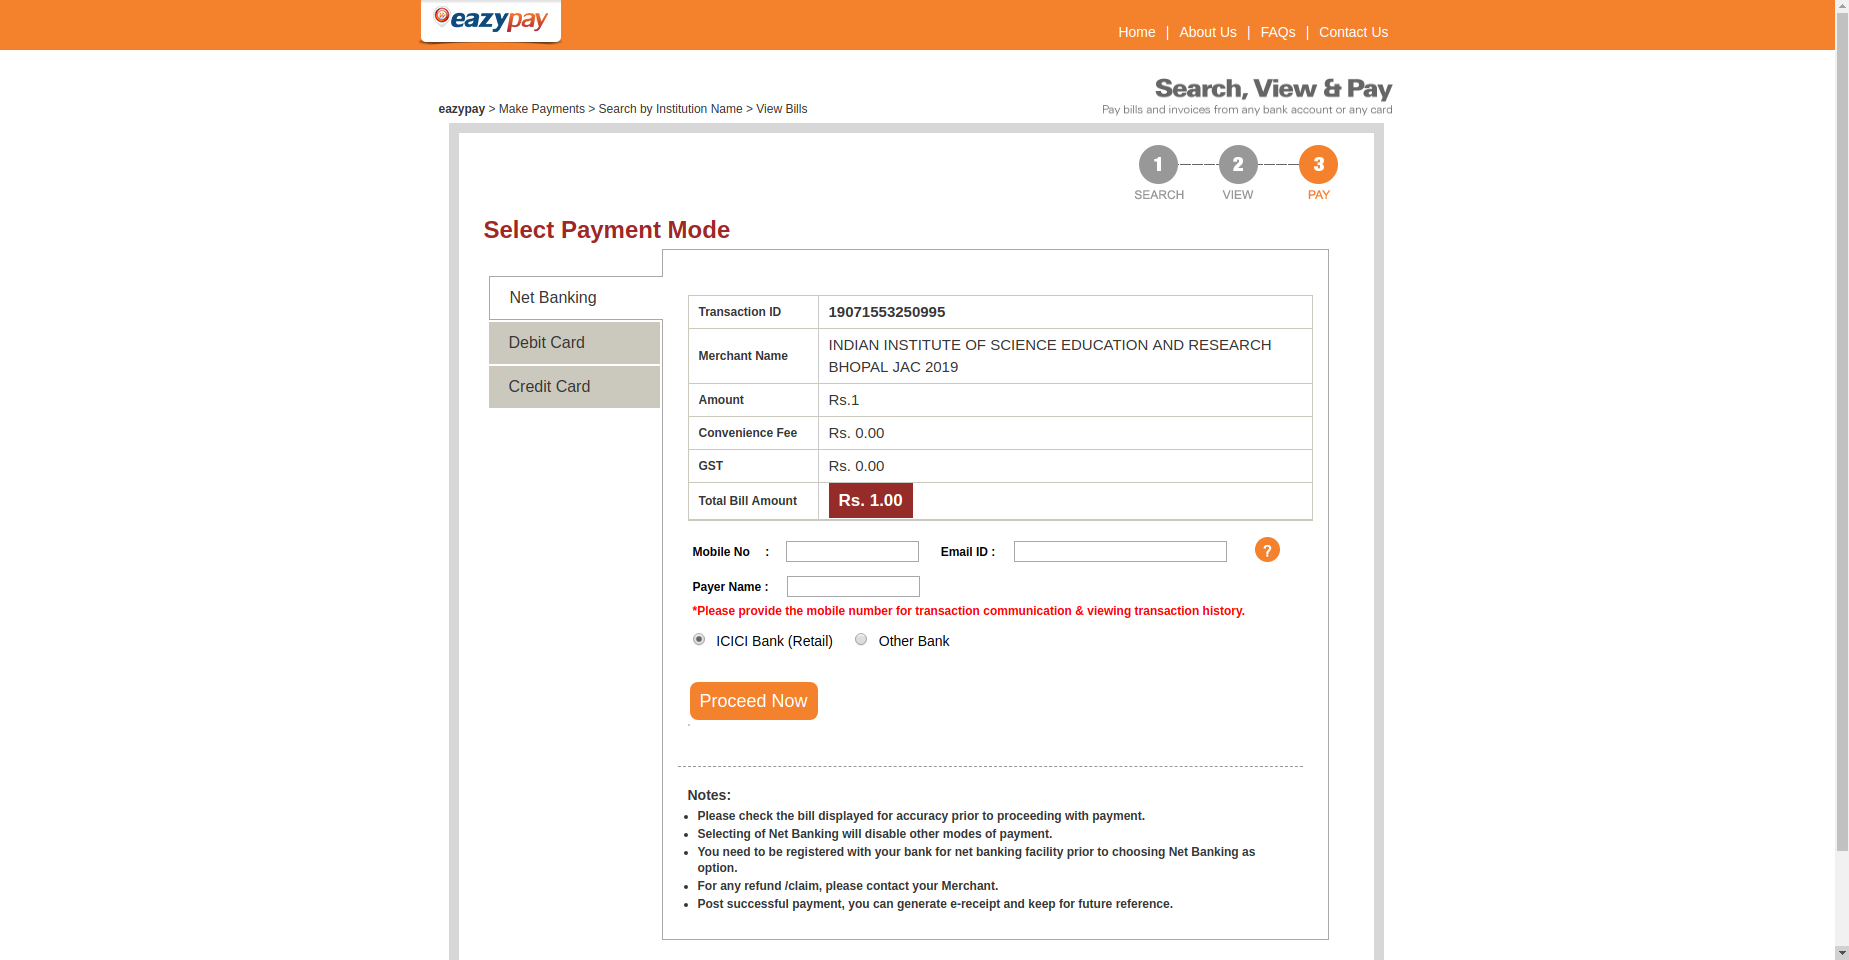 eazypay
Home | About Us | FAQs | Contact Us
Search, View & Pay
Pay bills and invoices from any bank account or any card
eazypay > Make Payments > Search by Institution Name > View Bills
1 2 3
SEARCH VIEW PAY
Select Payment Mode
Net Banking
Debit Card
Credit Card
Transaction ID 19071553250995
Merchant Name INDIAN INSTITUTE OF SCIENCE EDUCATION AND RESEARCH
BHOPAL JAC 2019
Amount Rs.1
Convenience Fee Rs. 0.00
GST Rs. 0.00
Total Bill Amount Rs. 1.00
Mobile No : Email ID : ?
Payer Name :
*Please provide the mobile number for transaction communication & viewing transaction history.
ICICI Bank (Retail) Other Bank
Proceed Now
Notes:
• Please check the bill displayed for accuracy prior to proceeding with payment.
• Selecting of Net Banking will disable other modes of payment.
• You need to be registered with your bank for net banking facility prior to choosing Net Banking as
option.
• For any refund /claim, please contact your Merchant.
• Post successful payment, you can generate e-receipt and keep for future reference.